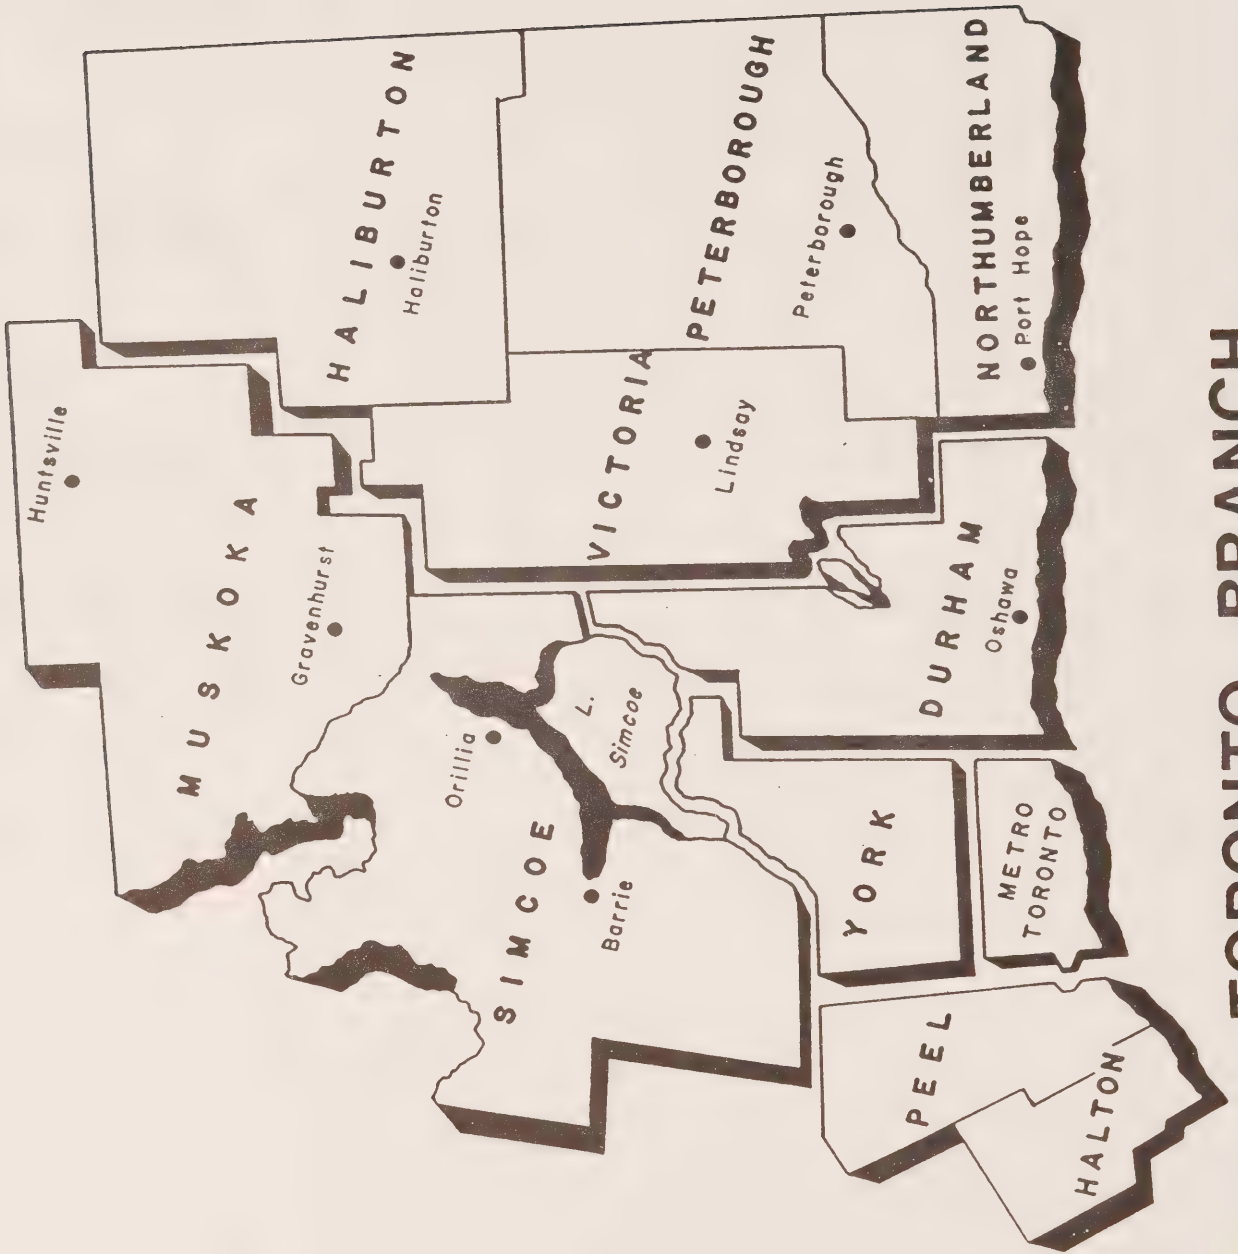 Huntsville
MUSKOKA
Gravenhurst
HALIBURTON
Haliburton
Orillia
L.
Simcoe
SIMCOE
Barrie
VICTORIA
Lindsay
PETERBOROUGH
Peterborough
NORTHUMBERLAND
Port Hope
DURHAM
Oshawa
YORK
METRO
TORONTO
PEEL
HALTON
TORONTO BRANCH